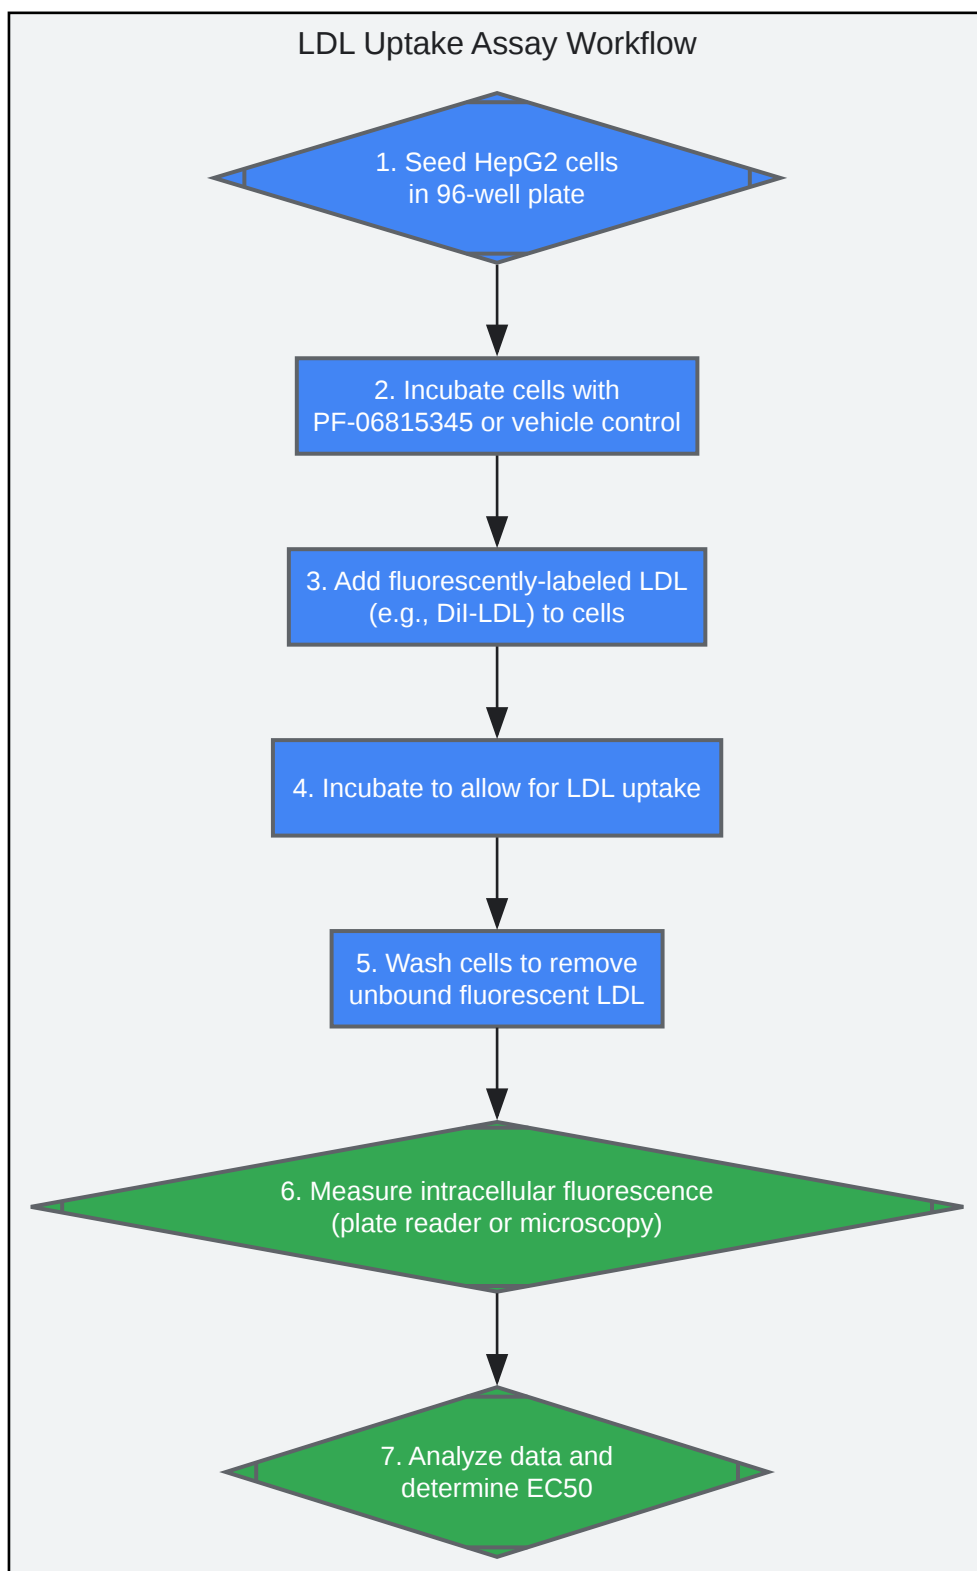 LDL Uptake Assay Workflow
1. Seed HepG2 cells
in 96-well plate
2. Incubate cells with
PF-06815345 or vehicle control
3. Add fluorescently-labeled LDL
(e.g., DiI-LDL) to cells
4. Incubate to allow for LDL uptake
5. Wash cells to remove
unbound fluorescent LDL
6. Measure intracellular fluorescence
(plate reader or microscopy)
7. Analyze data and
determine EC50